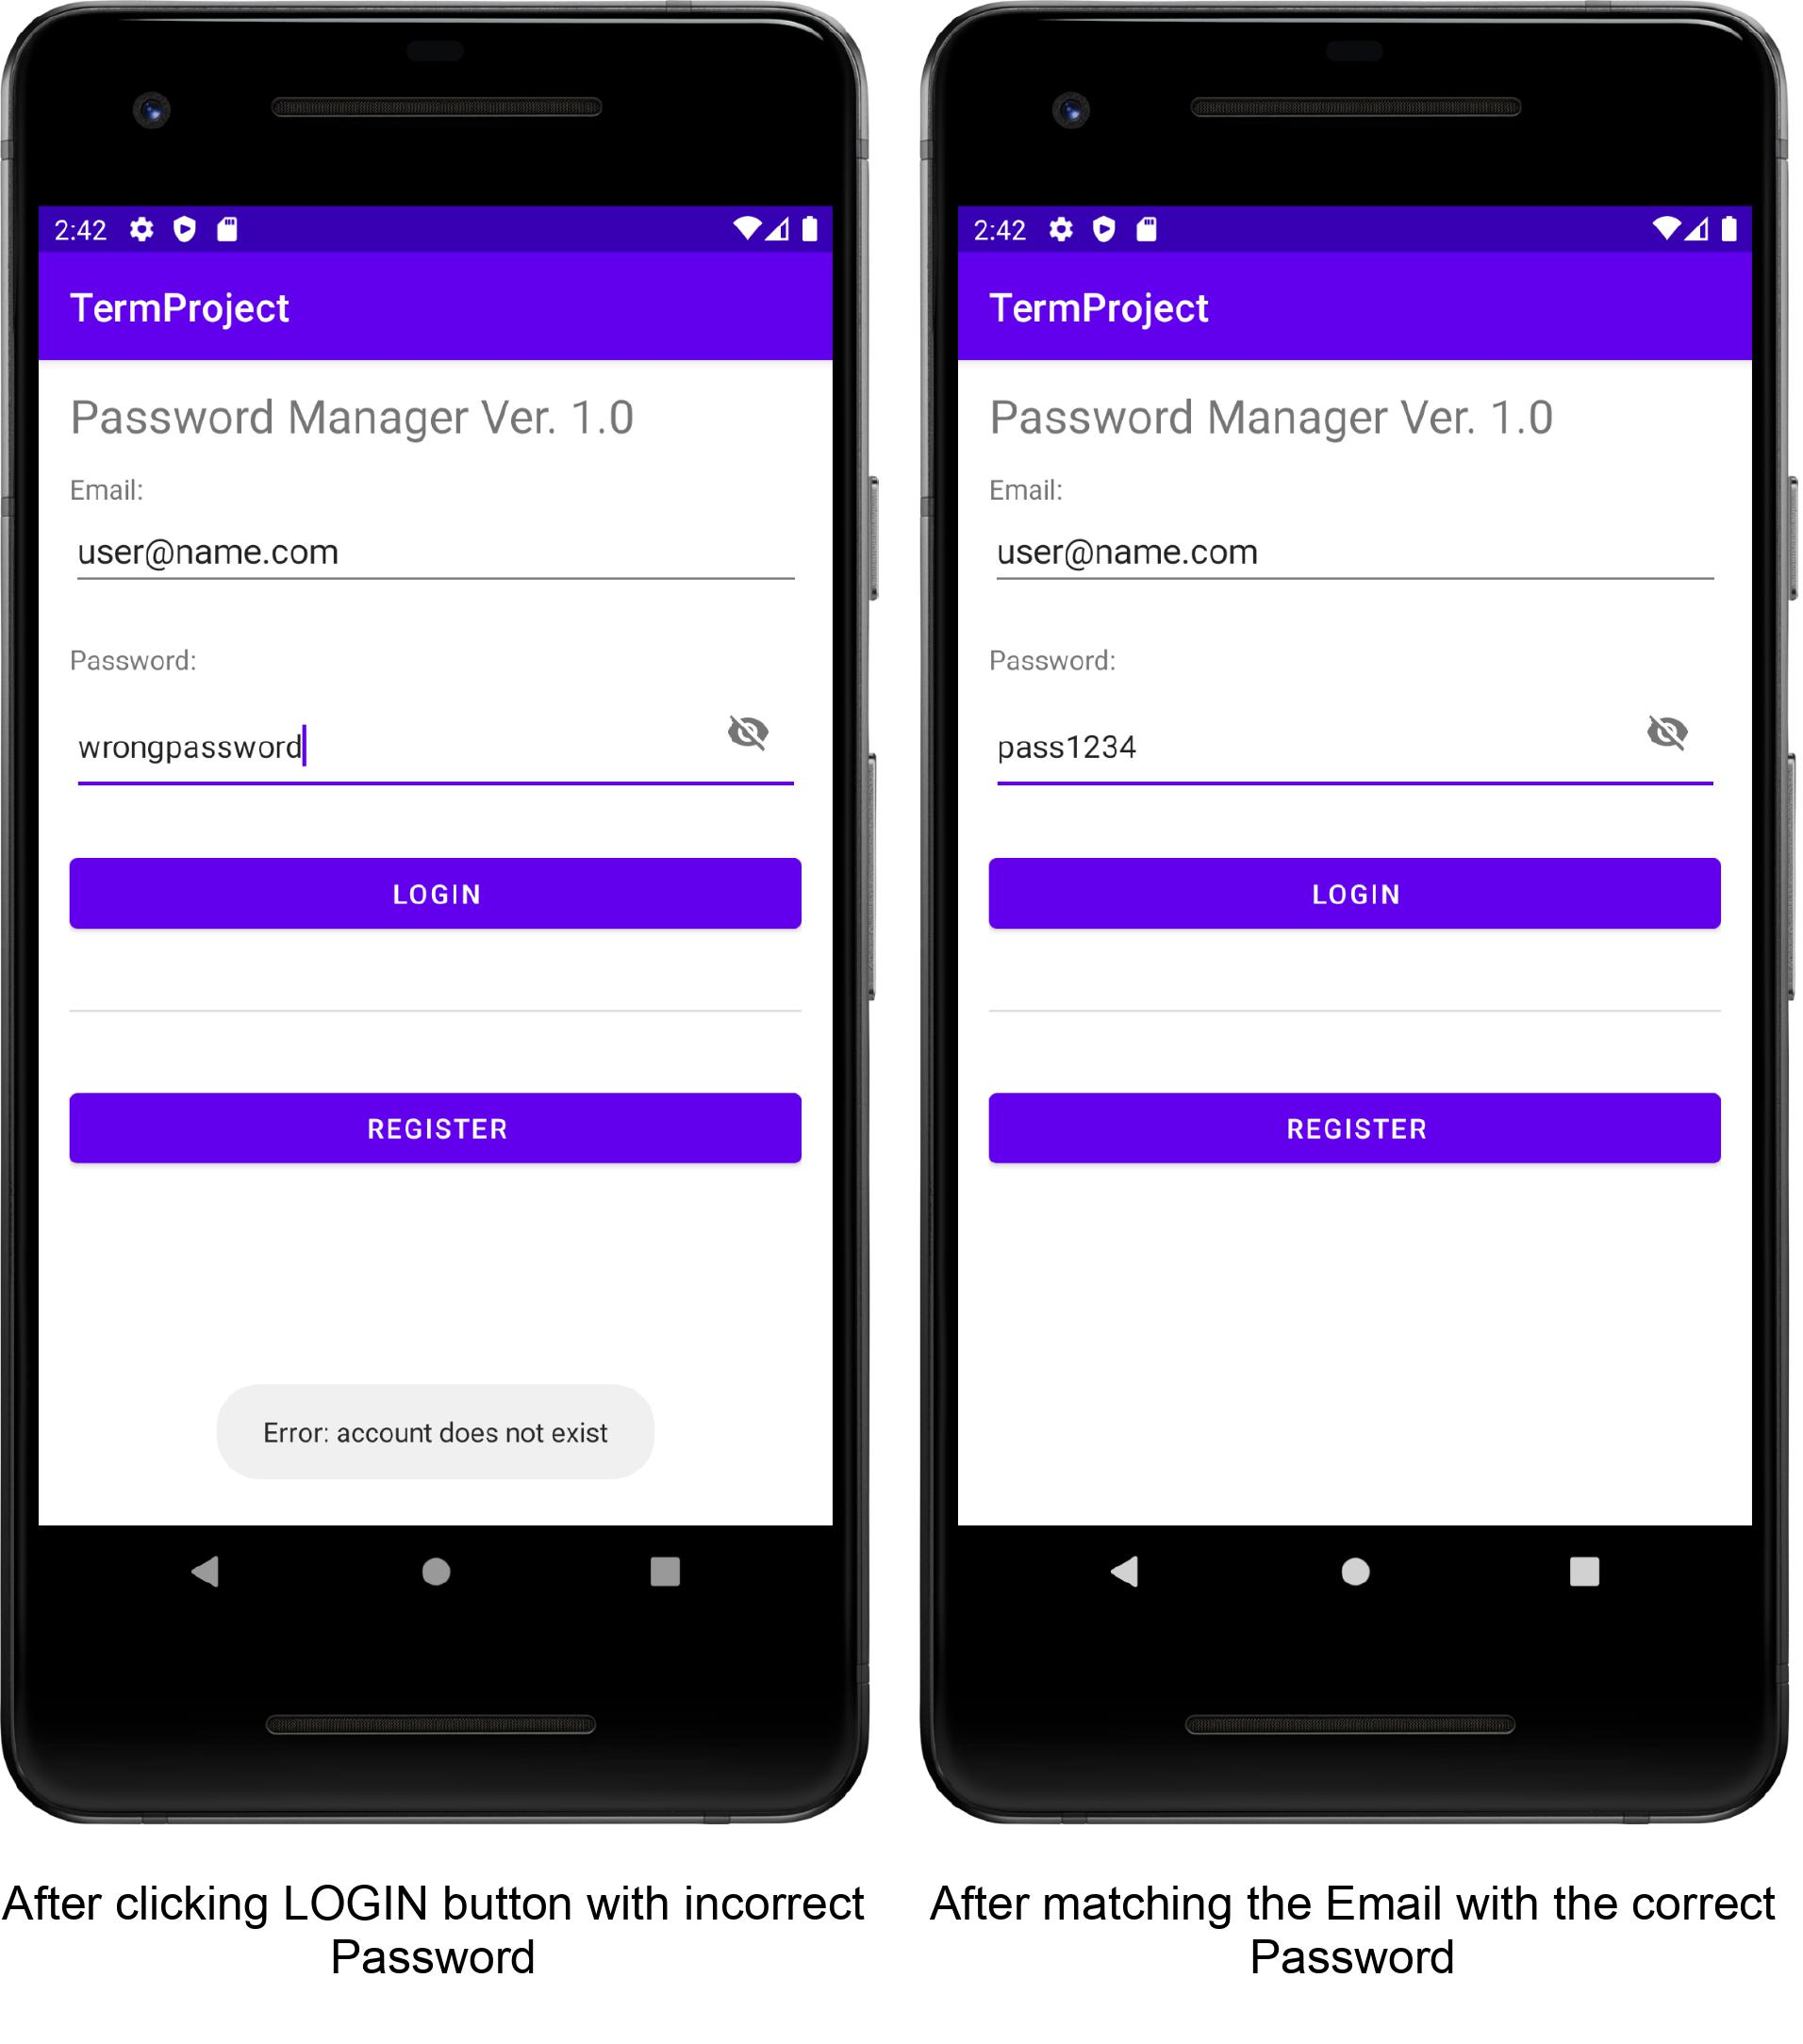 2:42
TermProject
Password Manager Ver. 1.0
Email:
user@name.com
Password:
wrongpassword
LOGIN
REGISTER
Error: account does not exist
After clicking LOGIN button with incorrect
Password
2:42
TermProject
Password Manager Ver. 1.0
Email:
user@name.com
Password:
pass1234
LOGIN
REGISTER
After matching the Email with the correct
Password